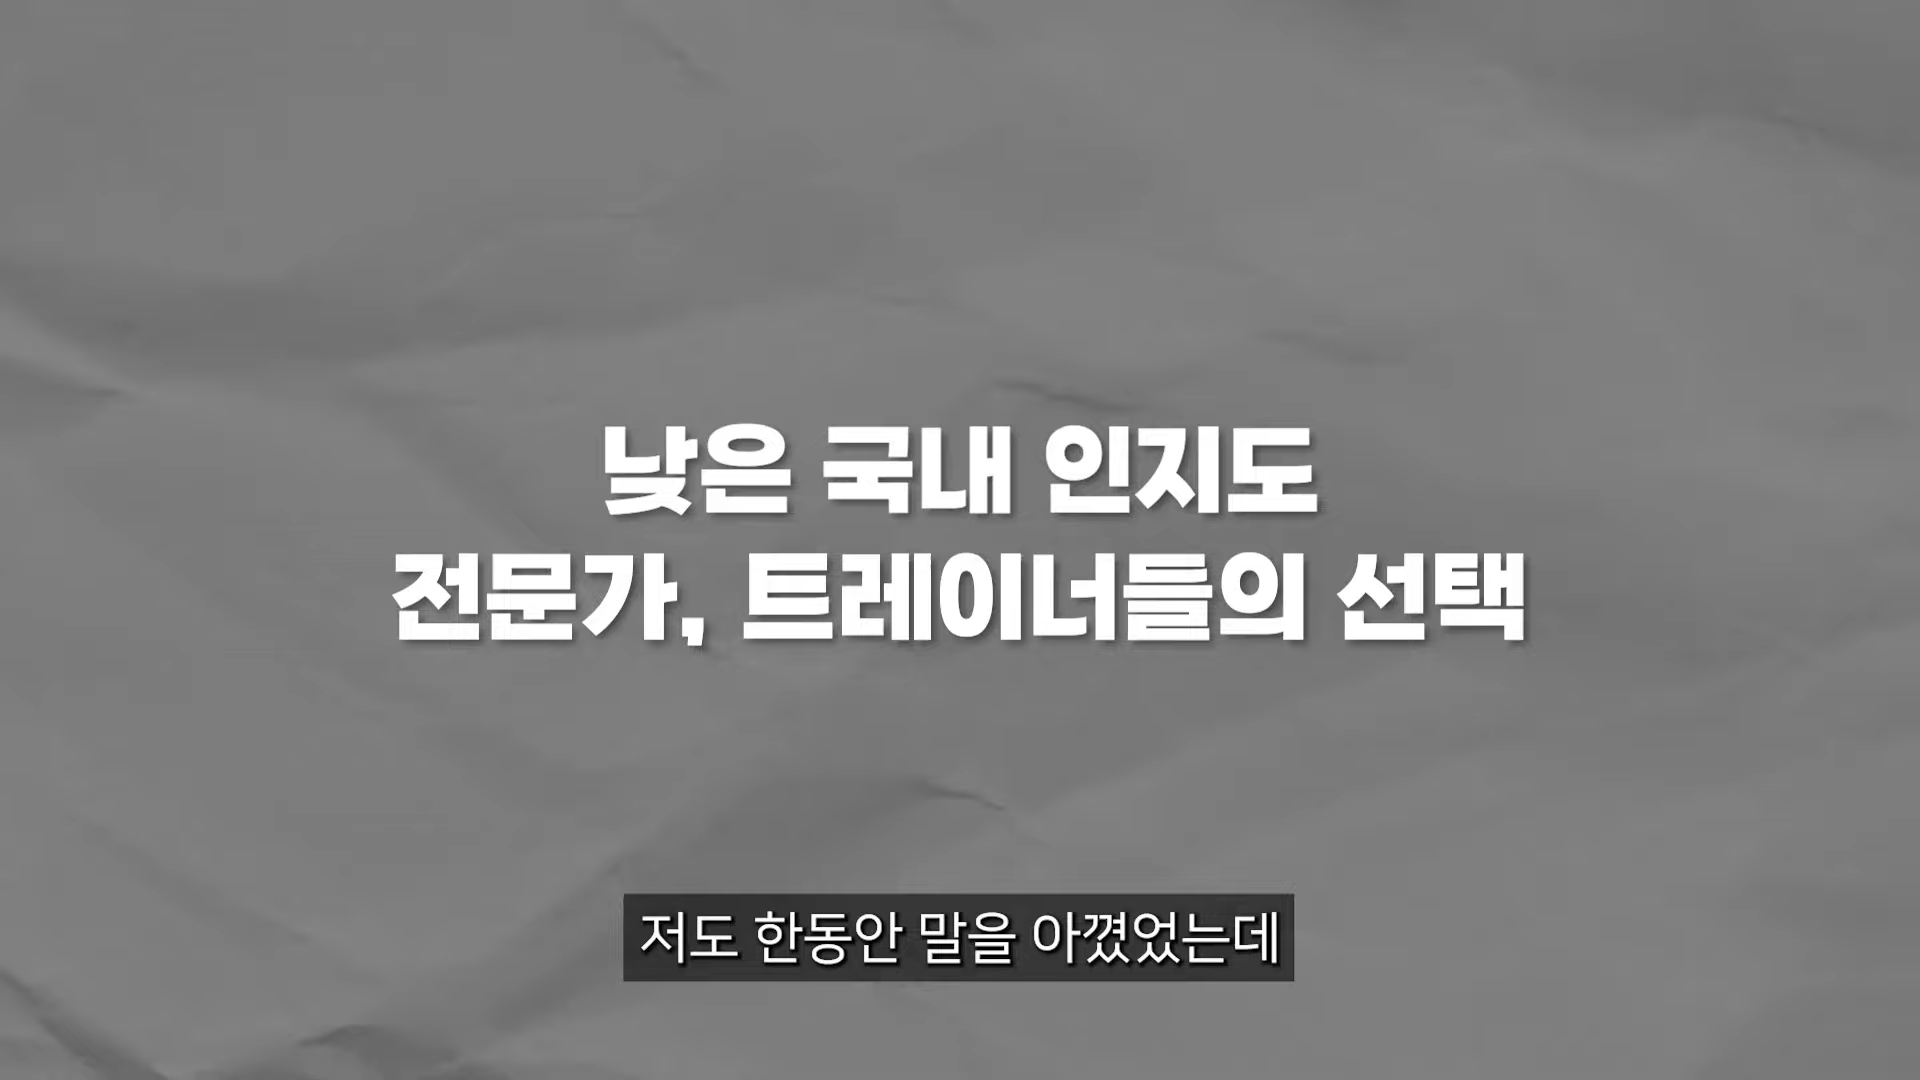 낮은 국내 인지도
전문가, 트레이너들의 선택
저도 한동안 말을 아꼈었는데